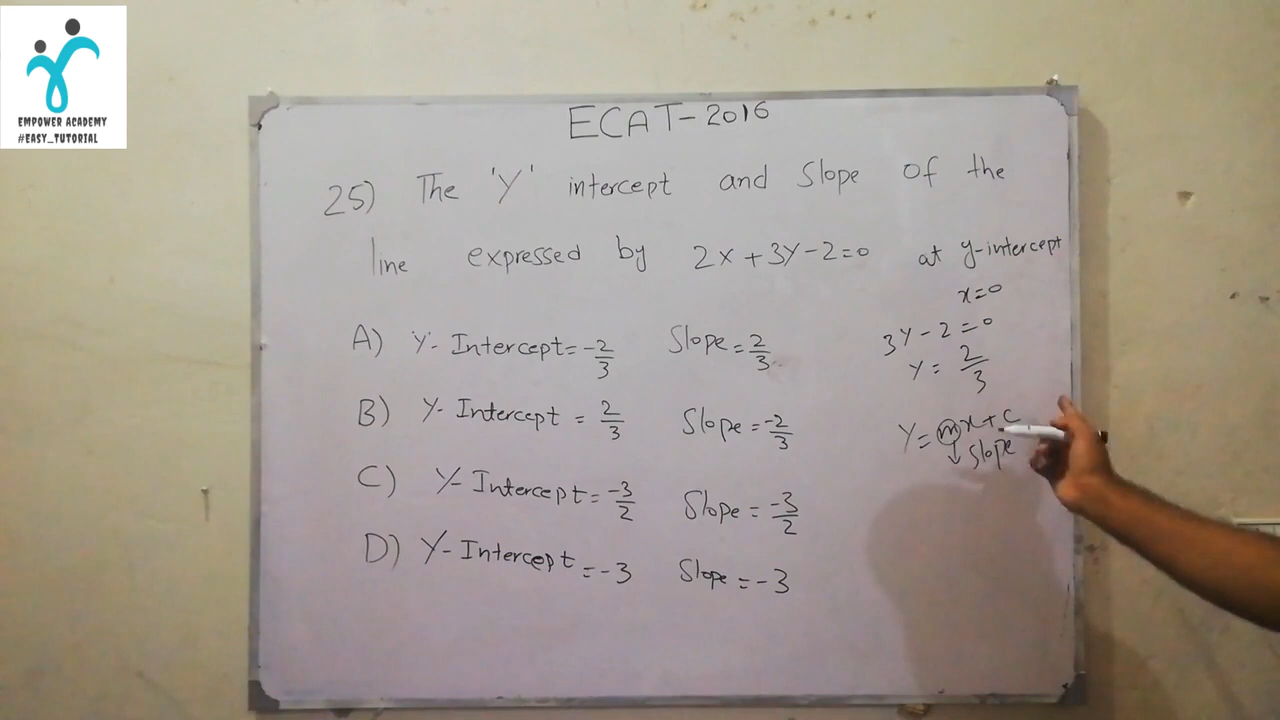 EMPOWER ACADEMY
#EASY_TUTORIAL
ECAT-2016
25) The 'Y' intercept and Slope of the
line expressed by 2x+3y-2=0 at y-intercept
x=0
3y-2=0
y=2/3
Y=mx+c
Slope
A) Y-Intercept=-2/3 Slope=2/3
B) Y-Intercept=2/3 Slope=-2/3
C) Y-Intercept=-3/2 Slope=-3/2
D) Y-Intercept=-3 Slope=-3